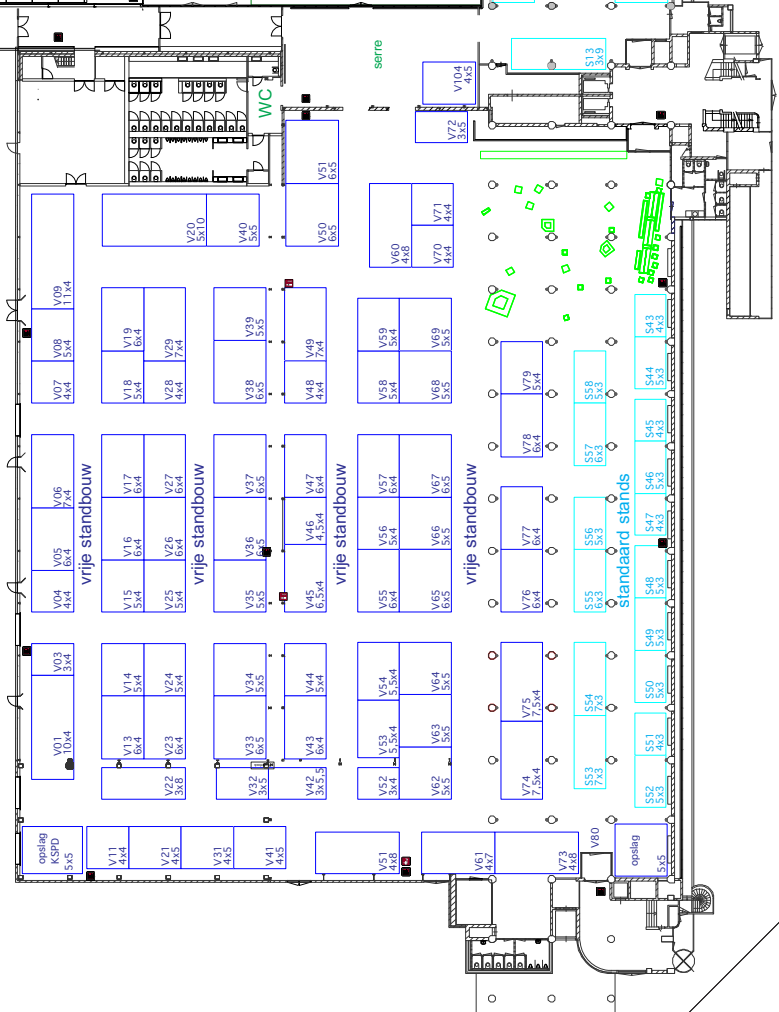 serre
S13
3x9
V104
4x5
WC
V72
3x5
V51
6x5
V20
5x10
V40
5x5
V50
6x5
V60
4x8
V71
4x4
V70
4x4
V09
11x4
V08
5x4
V07
4x4
V19
6x4
V29
7x4
V18
5x4
V28
4x4
V39
5x5
V38
6x5
V49
7x4
V48
4x4
V59
5x4
V69
5x5
V58
5x4
V68
5x5
V79
5x4
V78
6x4
S58
5x3
S57
6x3
S43
4x3
S44
5x3
S45
4x3
S46
5x3
S47
4x3
V06
7x4
V05
6x4
V04
4x4
vrije standbouw
V17
6x4
V27
6x4
V16
6x4
V26
6x4
V15
5x4
V25
5x4
vrije standbouw
V37
6x5
V36
6x5
V35
5x5
V47
6x4
V46
4,5x4
V45
6,5x4
vrije standbouw
V57
6x4
V67
6x5
V56
5x4
V66
5x5
V55
6x4
V65
6x5
vrije standbouw
V77
6x4
V76
6x4
S56
5x3
S55
6x3
standaard stands
S48
5x3
S49
5x3
S50
5x3
S51
4x3
S52
5x3
V03
3x4
V01
10x4
V14
5x4
V24
5x4
V13
6x4
V23
6x4
V22
3x8
V34
5x5
V33
6x5
V32
3x5
V44
5x4
V43
6x4
V42
3x5,5
V54
5,5x4
V64
5x5
V53
5,5x4
V63
5x5
V52
3x4
V62
5x5
V75
7,5x4
V74
7,5x4
S54
7x3
S53
7x3
opslag
KSPD
5x5
V11
4x4
V21
4x5
V31
4x5
V41
4x5
V51
4x8
V61
4x7
V73
4x8
V80
opslag
5x5